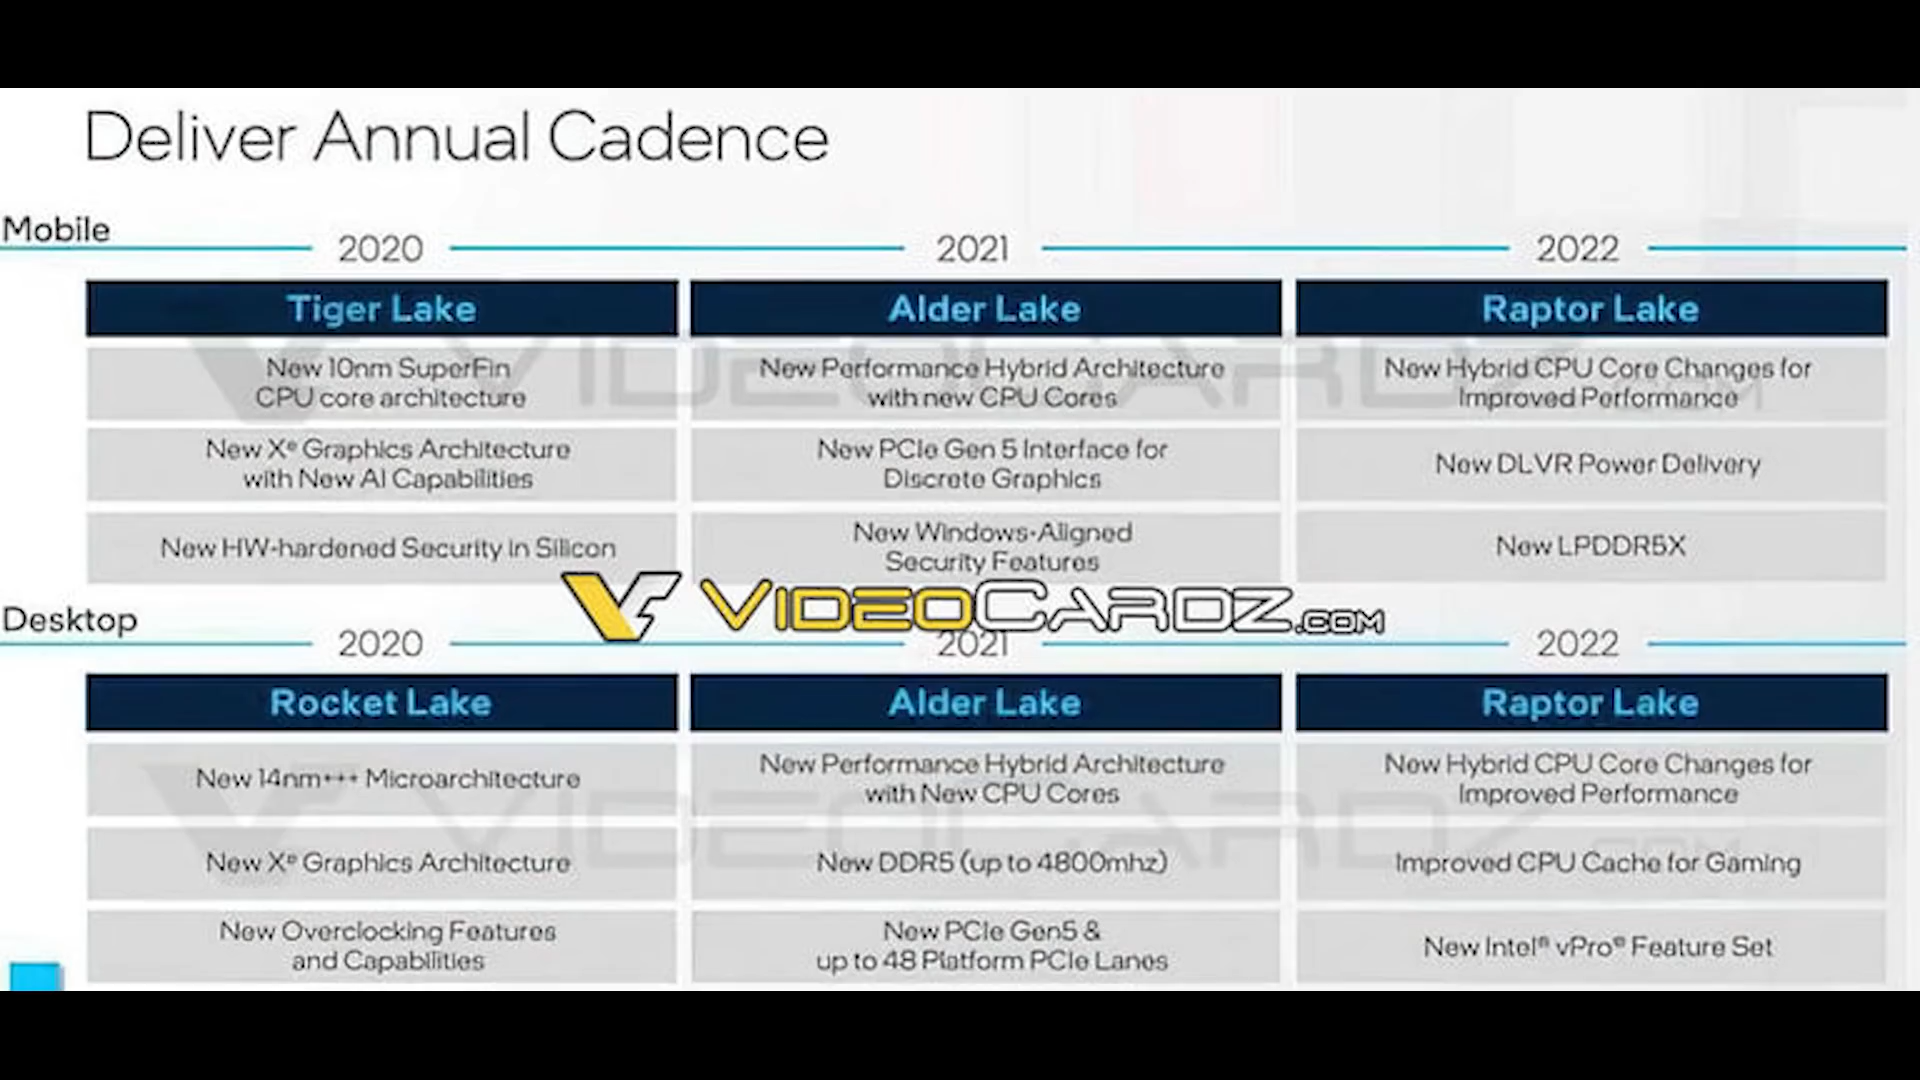 Deliver Annual Cadence
Mobile
2020
2021
2022
Tiger Lake
Alder Lake
Raptor Lake
New 10nm SuperFin
CPU core architecture
New Performance Hybrid Architecture
with new CPU Cores
New Hybrid CPU Core Changes for
Improved Performance
New Xᵉ Graphics Architecture
with New AI Capabilities
New PCIe Gen 5 Interface for
Discrete Graphics
New DLVR Power Delivery
New HW-hardened Security in Silicon
New Windows-Aligned
Security Features
New LPDDR5X
VIDEOCARDZ.COM
Desktop
2020
2021
2022
Rocket Lake
Alder Lake
Raptor Lake
New 14nm+++ Microarchitecture
New Performance Hybrid Architecture
with New CPU Cores
New Hybrid CPU Core Changes for
Improved Performance
New Xᵉ Graphics Architecture
New DDR5 (up to 4800mhz)
Improved CPU Cache for Gaming
New Overclocking Features
and Capabilities
New PCIe Gen5 &
up to 48 Platform PCIe Lanes
New Intel® vPro® Feature Set
VIDEOCARDZ.COM
VIDEOCARDZ.COM